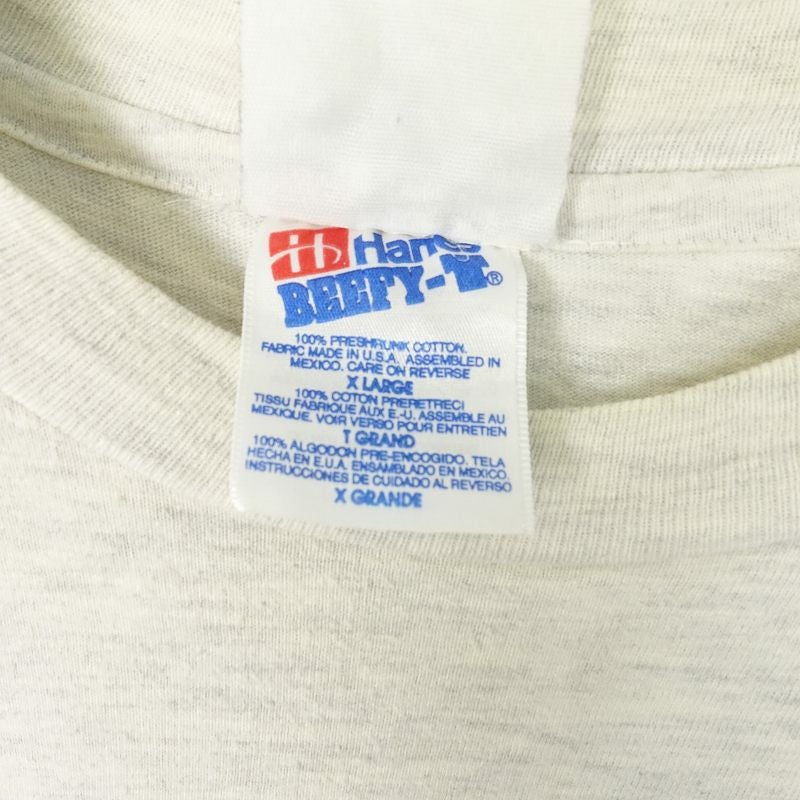 Hanes
BEEFY-T®
100% PRESHRUNK COTTON.
FABRIC MADE IN U.S.A. ASSEMBLED IN
MEXICO. CARE ON REVERSE
X LARGE
100% COTON PRERETRECI
TISSU FABRIQUE AUX E.-U. ASSEMBLE AU
MEXIQUE. VOIR VERSO POUR ENTRETIEN
T GRAND
100% ALGODON PRE-ENCOGIDO. TELA
HECHA EN E.U.A. ENSAMBLADO EN MEXICO.
INSTRUCCIONES DE CUIDADO AL REVERSO
X GRANDE